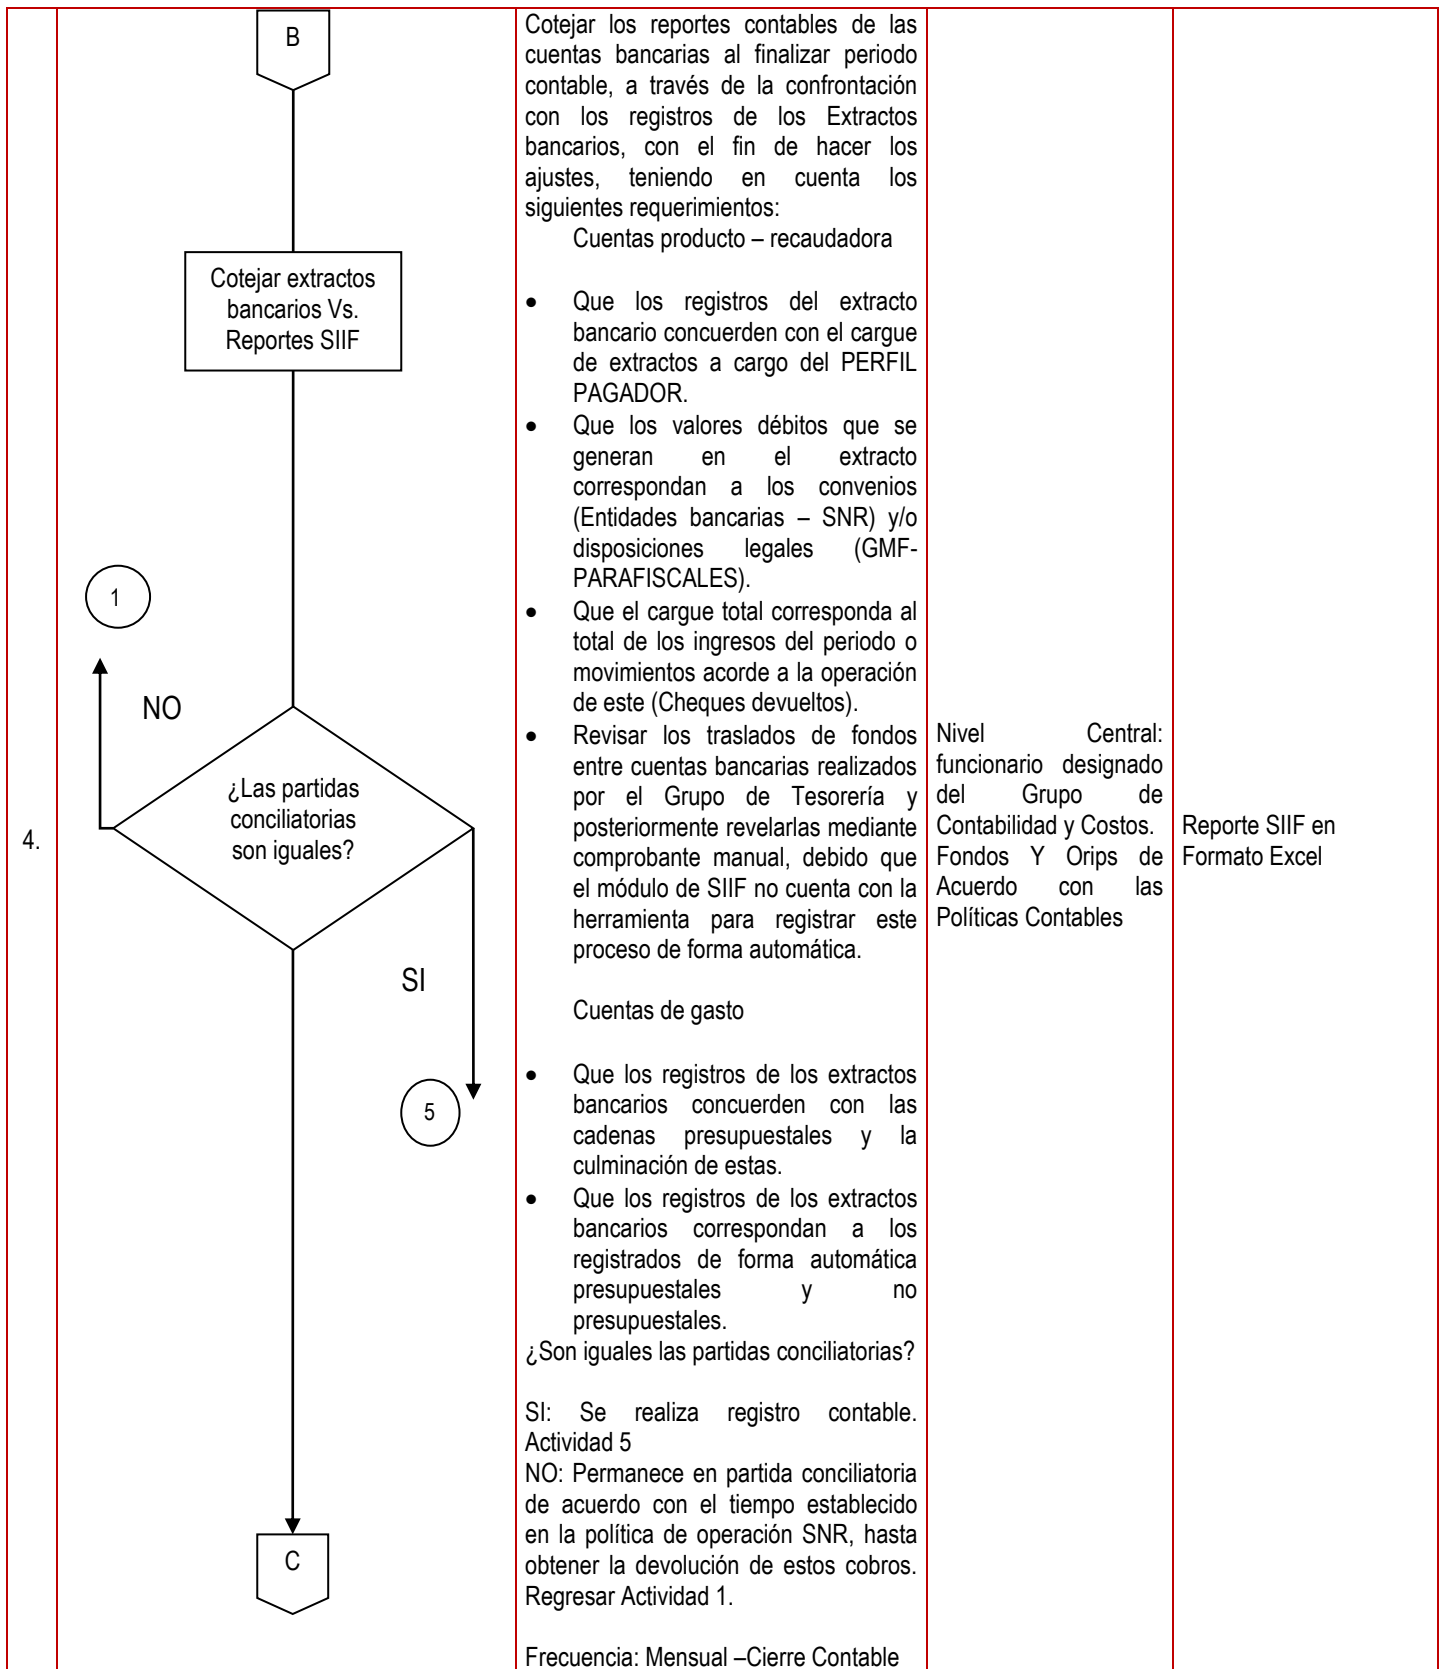 4.
B
Cotejar extractos
bancarios Vs.
Reportes SIIF
1
NO
¿Las partidas
conciliatorias
son iguales?
SI
5
C
Cotejar los reportes contables de las
cuentas bancarias al finalizar periodo
contable, a través de la confrontación
con los registros de los Extractos
bancarios, con el fin de hacer los
ajustes, teniendo en cuenta los
siguientes requerimientos:
Cuentas producto – recaudadora
• Que los registros del extracto
bancario concuerden con el cargue
de extractos a cargo del PERFIL
PAGADOR.
• Que los valores débitos que se
generan en el extracto
correspondan a los convenios
(Entidades bancarias – SNR) y/o
disposiciones legales (GMF-
PARAFISCALES).
• Que el cargue total corresponda al
total de los ingresos del periodo o
movimientos acorde a la operación
de este (Cheques devueltos).
• Revisar los traslados de fondos
entre cuentas bancarias realizados
por el Grupo de Tesorería y
posteriormente revelarlas mediante
comprobante manual, debido que
el módulo de SIIF no cuenta con la
herramienta para registrar este
proceso de forma automática.
Cuentas de gasto
• Que los registros de los extractos
bancarios concuerden con las
cadenas presupuestales y la
culminación de estas.
• Que los registros de los extractos
bancarios correspondan a los
registrados de forma automática
presupuestales y no
presupuestales.
¿Son iguales las partidas conciliatorias?
SI: Se realiza registro contable.
Actividad 5
NO: Permanece en partida conciliatoria
de acuerdo con el tiempo establecido
en la política de operación SNR, hasta
obtener la devolución de estos cobros.
Regresar Actividad 1.
Frecuencia: Mensual –Cierre Contable
Nivel Central:
funcionario designado
del Grupo de
Contabilidad y Costos.
Fondos Y Orips de
Acuerdo con las
Políticas Contables
Reporte SIIF en
Formato Excel